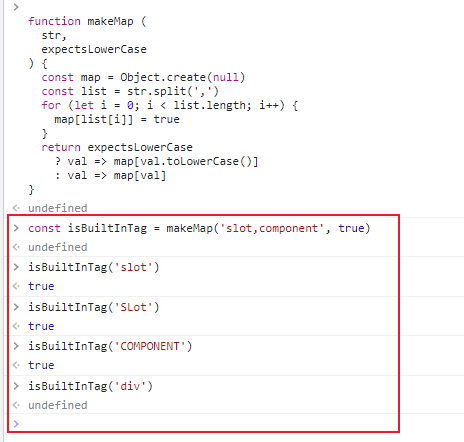 function makeMap (
  str,
  expectsLowerCase
) {
  const map = Object.create(null)
  const list = str.split(',')
  for (let i = 0; i < list.length; i++) {
    map[list[i]] = true
  }
  return expectsLowerCase
    ? val => map[val.toLowerCase()]
    : val => map[val]
}
undefined
const isBuiltInTag = makeMap('slot,component', true)
undefined
isBuiltInTag('slot')
true
isBuiltInTag('SLot')
true
isBuiltInTag('COMPONENT')
true
isBuiltInTag('div')
undefined